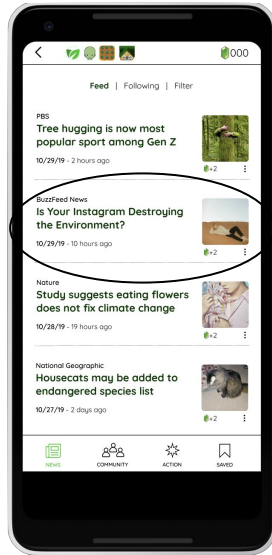 000
Feed | Following | Filter
PBS
Tree hugging is now most
popular sport among Gen Z
10/29/19 - 2 hours ago
+2
BuzzFeed News
Is Your Instagram Destroying
the Environment?
10/29/19 - 10 hours ago
+2
Nature
Study suggests eating flowers
does not fix climate change
10/28/19 - 19 hours ago
+2
National Geographic
Housecats may be added to
endangered species list
10/27/19 - 2 days ago
+2
NEWS COMMUNITY ACTION SAVED